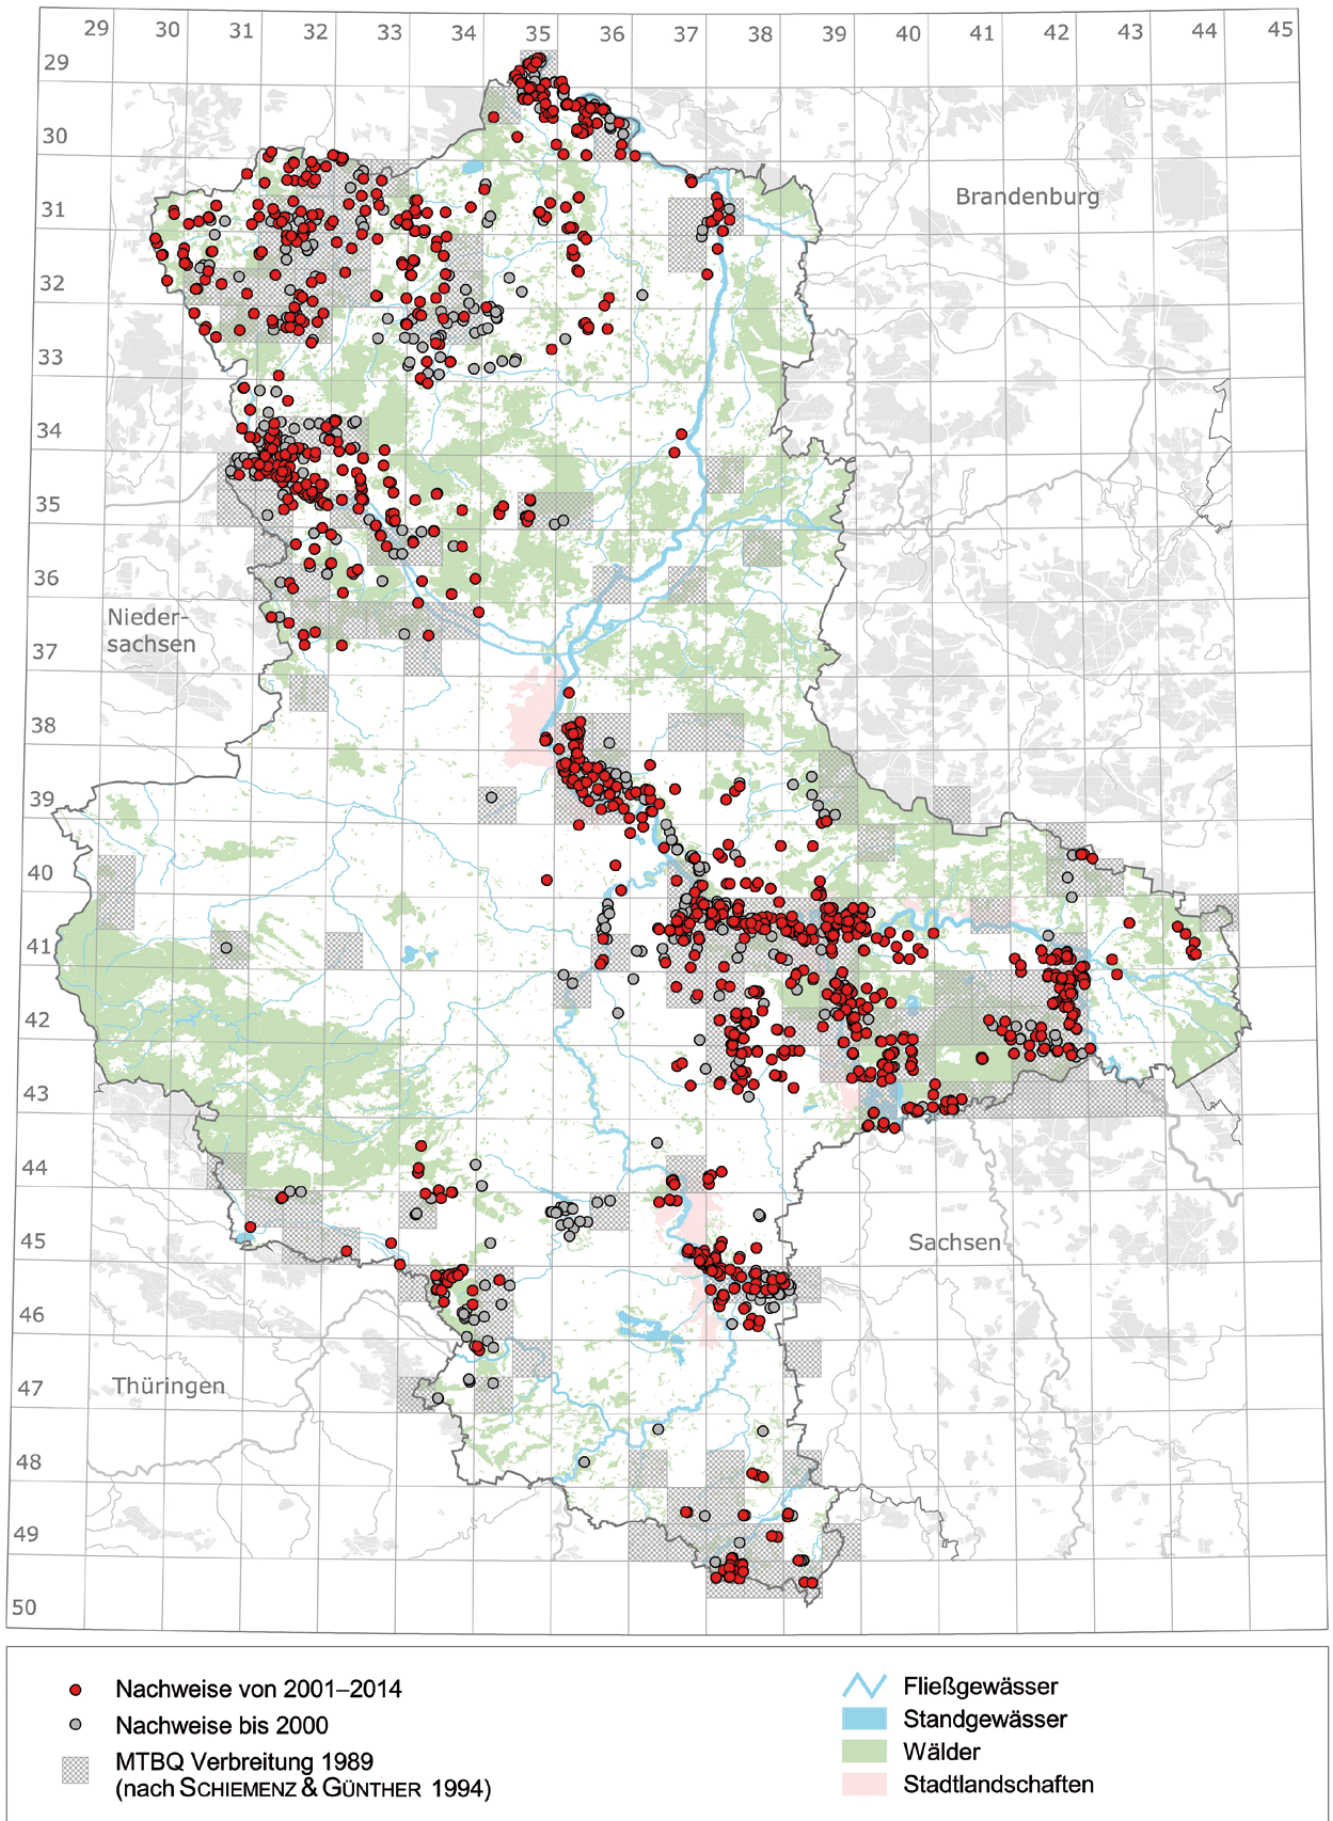 29 30 31 32 33 34 35 36 37 38 39 40 41 42 43 44 45
29
30
Brandenburg
31
32
33
34
35
36
Nieder-
sachsen
37
38
39
40
41
42
43
44
45
Sachsen
46
47
Thüringen
48
49
50
Nachweise von 2001–2014
Nachweise bis 2000
MTBQ Verbreitung 1989
(nach SCHIEMENZ & GÜNTHER 1994)
Fließgewässer
Standgewässer
Wälder
Stadtlandschaften